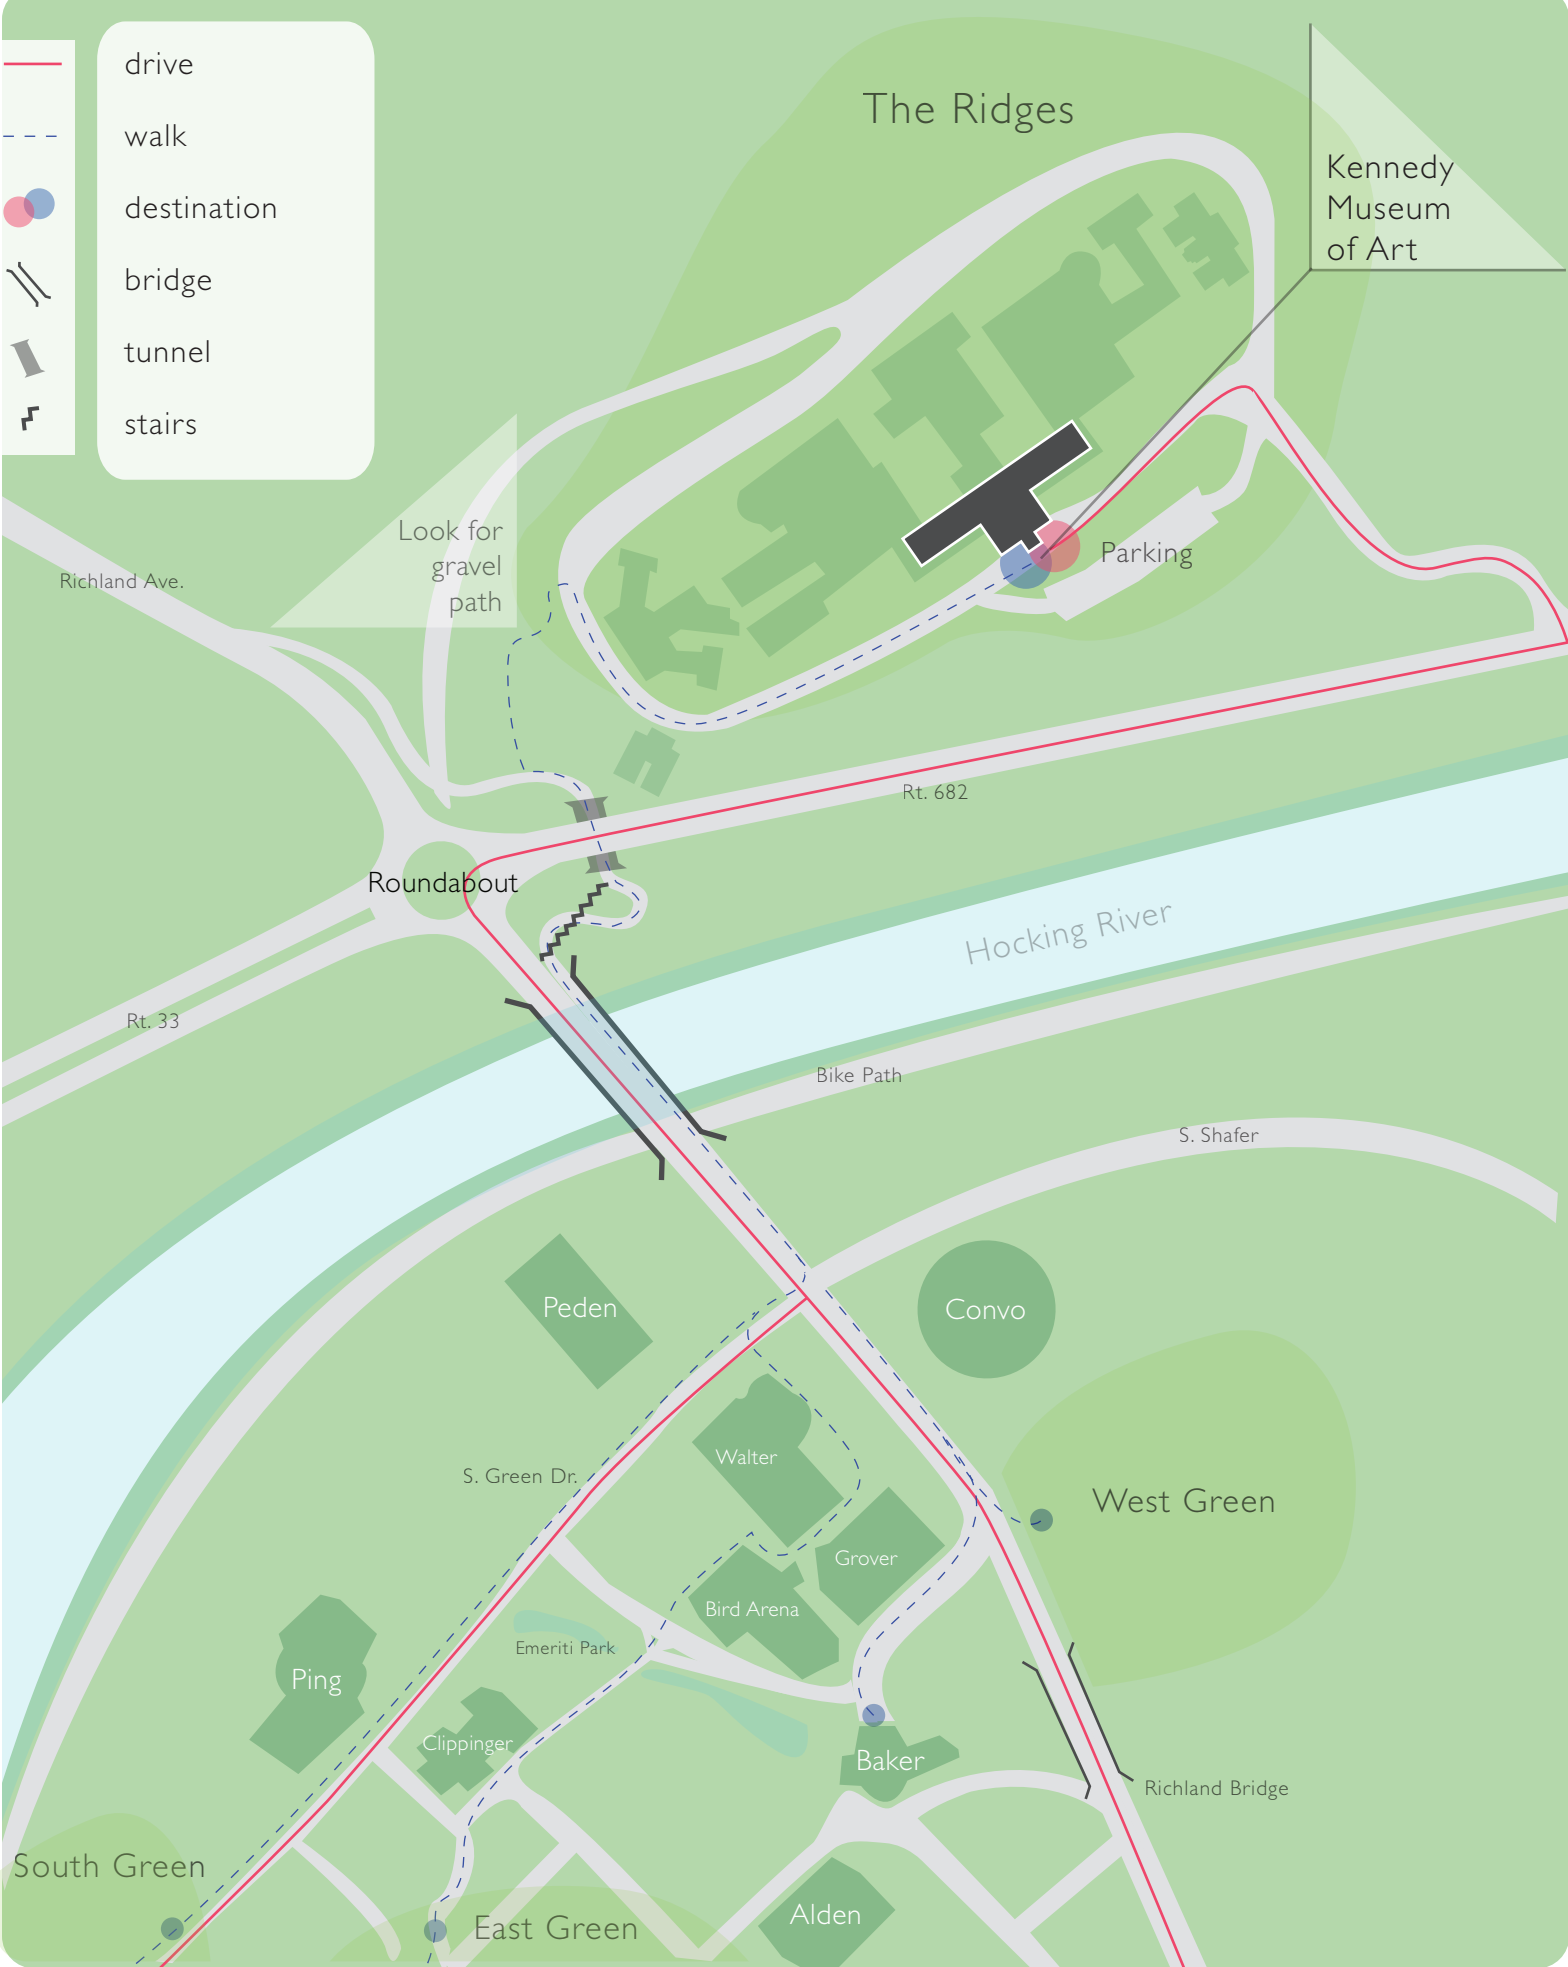 drive
walk
destination
bridge
tunnel
stairs
The Ridges
Kennedy
Museum
of Art
Look for
gravel
path
Richland Ave.
Parking
Rt. 682
Roundabout
Hocking River
Rt. 33
Bike Path
S. Shafer
Peden
Convo
Walter
S. Green Dr.
West Green
Grover
Bird Arena
Emeriti Park
Ping
Clippinger
Baker
Richland Bridge
South Green
East Green
Alden